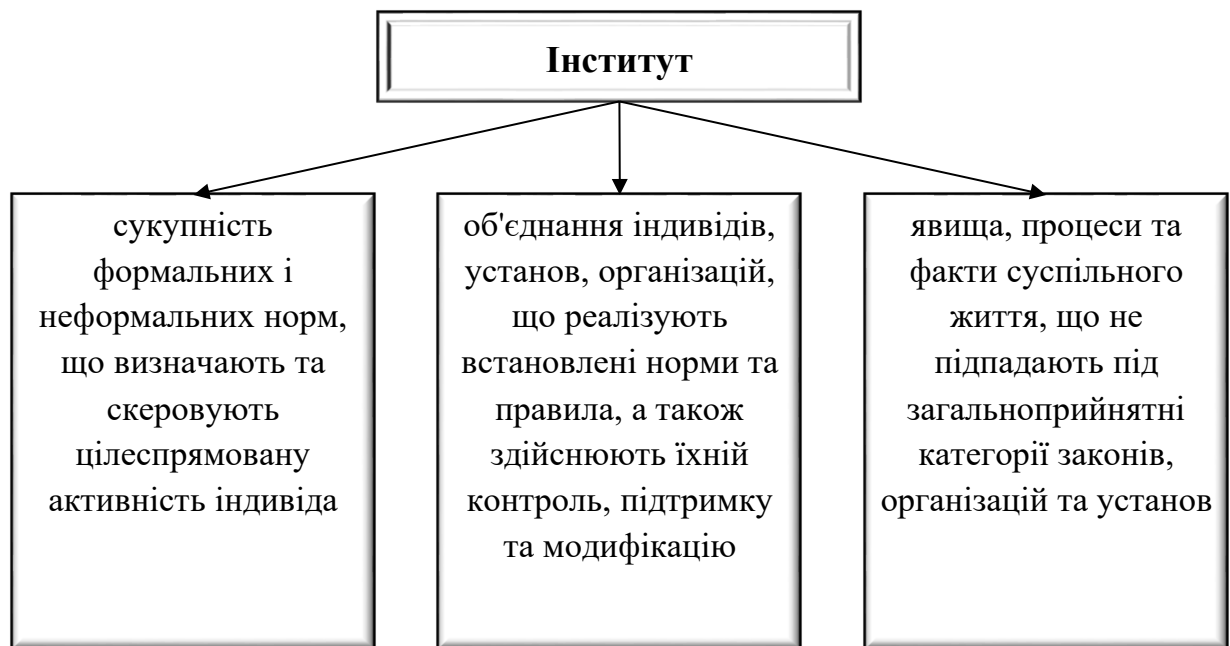 Інститут
сукупність
формальних і
неформальних норм,
що визначають та
скеровують
цілеспрямовану
активність індивіда
об'єднання індивідів,
установ, організацій,
що реалізують
встановлені норми та
правила, а також
здійснюють їхній
контроль, підтримку
та модифікацію
явища, процеси та
факти суспільного
життя, що не
підпадають під
загальноприйнятні
категорії законів,
організацій та установ